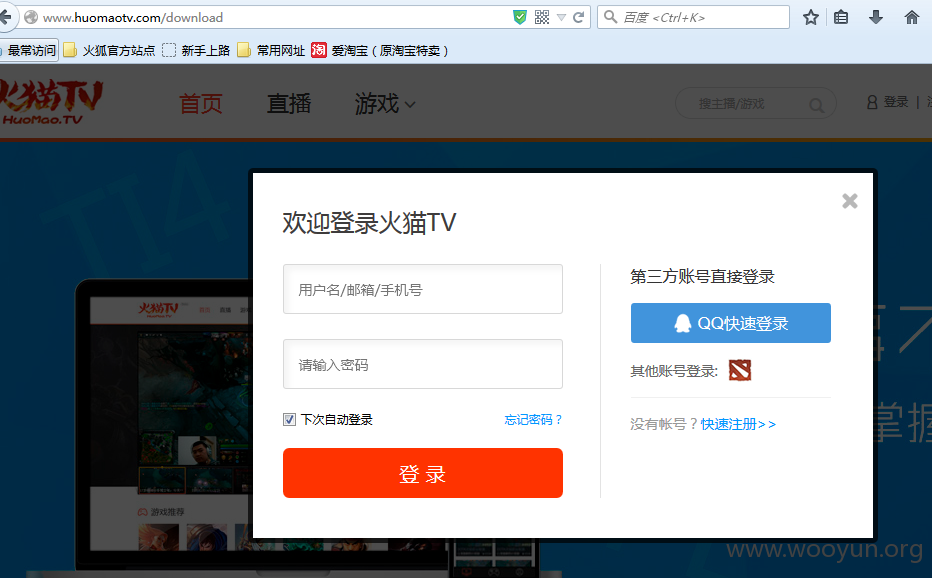 www.huomaotv.com/download
百度 <Ctrl+K>
最常访问 火狐官方站点 新手上路 常用网址 淘 爱淘宝（原淘宝特卖）
火猫TV
HuoMao.TV
首页 直播 游戏 搜主播/游戏 登录 |
TI4
欢迎登录火猫TV
用户名/邮箱/手机号
请输入密码
下次自动登录 忘记密码？
登 录
第三方账号直接登录
QQ快速登录
其他账号登录:
没有帐号？快速注册>>
火猫TV
游戏推荐
掌握
www.wooyun.org